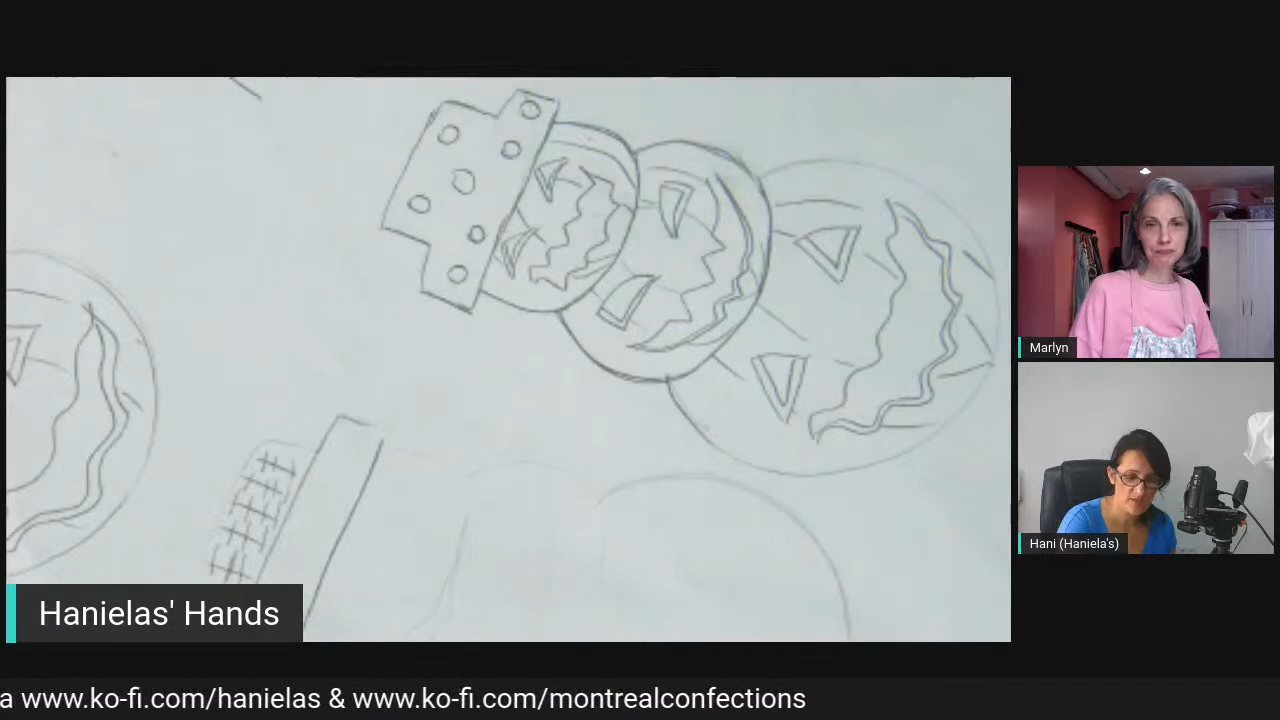 Marlyn
Hani (Haniela's)
Hanielas' Hands
a www.ko-fi.com/hanielas & www.ko-fi.com/montrealconfections